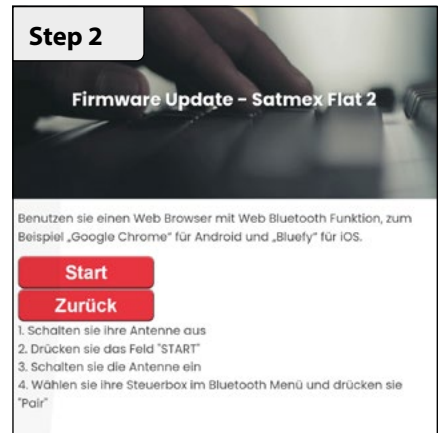 Step 2
Firmware Update - Satmex Flat 2
Benutzen sie einen Web Browser mit Web Bluetooth Funktion, zum
Beispiel „Google Chrome" für Android und „Bluefy" für iOS.
Start
Zurück
1. Schalten sie ihre Antenne aus
2. Drücken sie das Feld "START"
3. Schalten sie die Antenne ein
4. Wählen sie ihre Steuerbox im Bluetooth Menü und drücken sie
"Pair"